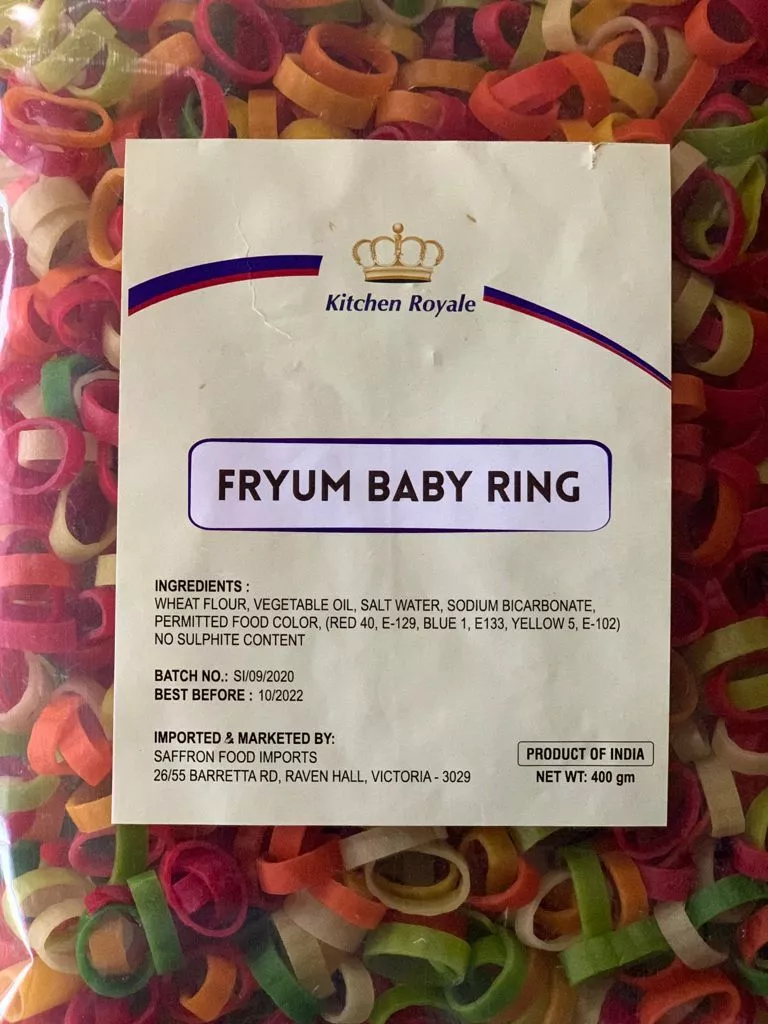 Kitchen Royale
FRYUM BABY RING
INGREDIENTS :
WHEAT FLOUR, VEGETABLE OIL, SALT WATER, SODIUM BICARBONATE,
PERMITTED FOOD COLOR, (RED 40, E-129, BLUE 1, E133, YELLOW 5, E-102)
NO SULPHITE CONTENT
BATCH NO.: SI/09/2020
BEST BEFORE : 10/2022
IMPORTED & MARKETED BY:
SAFFRON FOOD IMPORTS
26/55 BARRETTA RD, RAVEN HALL, VICTORIA - 3029
PRODUCT OF INDIA
NET WT: 400 gm